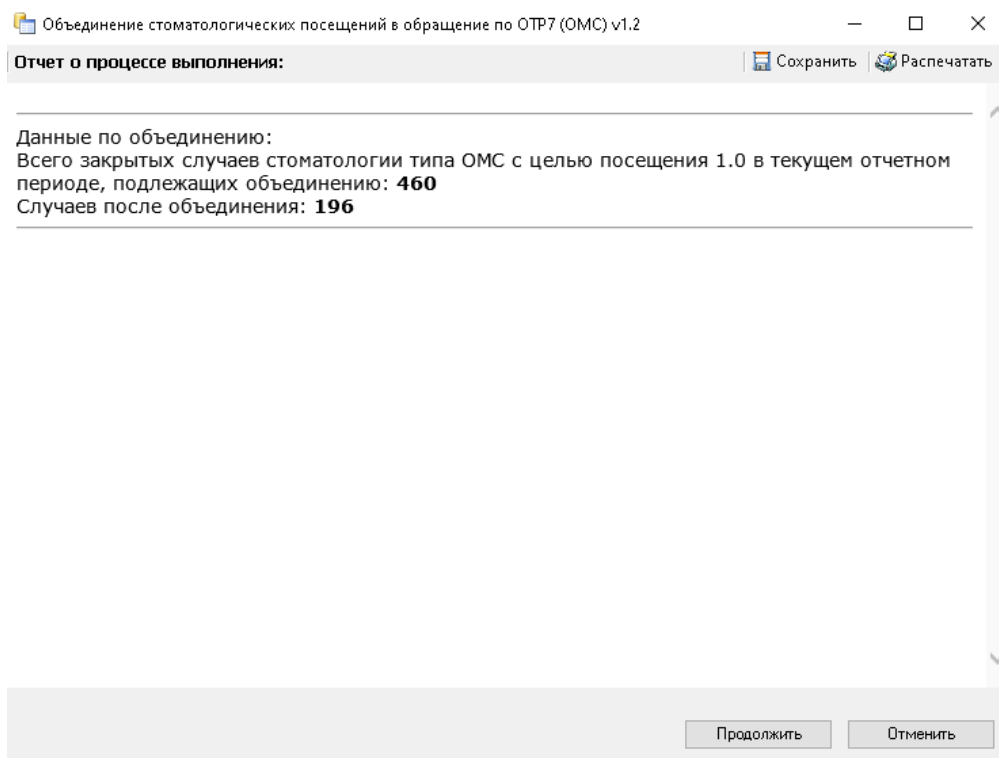 Объединение стоматологических посещений в обращение по ОТР7 (ОМС) v1.2
Отчет о процессе выполнения:
Сохранить
Распечатать
Данные по объединению:
Всего закрытых случаев стоматологии типа ОМС с целью посещения 1.0 в текущем отчетном
периоде, подлежащих объединению: 460
Случаев после объединения: 196
Продолжить
Отменить